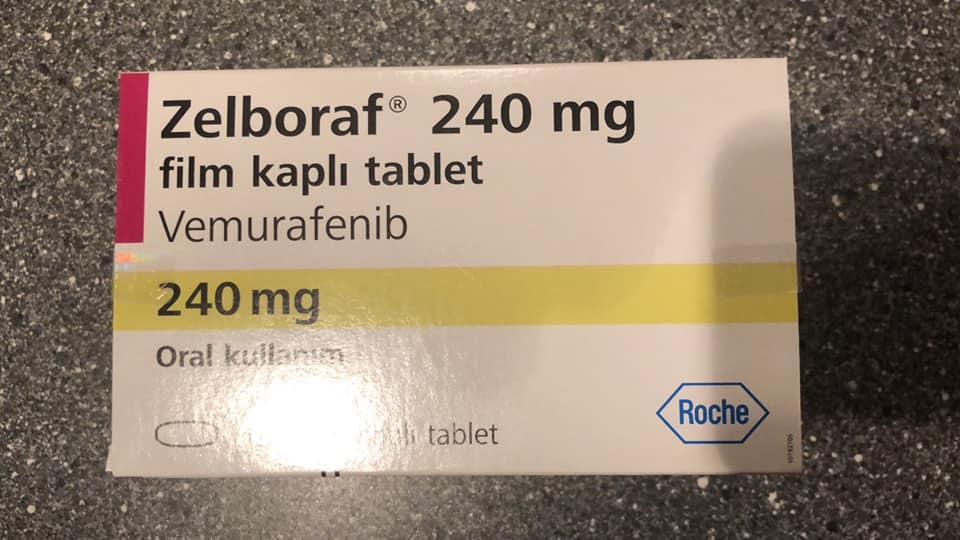 Zelboraf® 240 mg
film kaplı tablet
Vemurafenib
240 mg
Oral kullanım
tablet
Roche